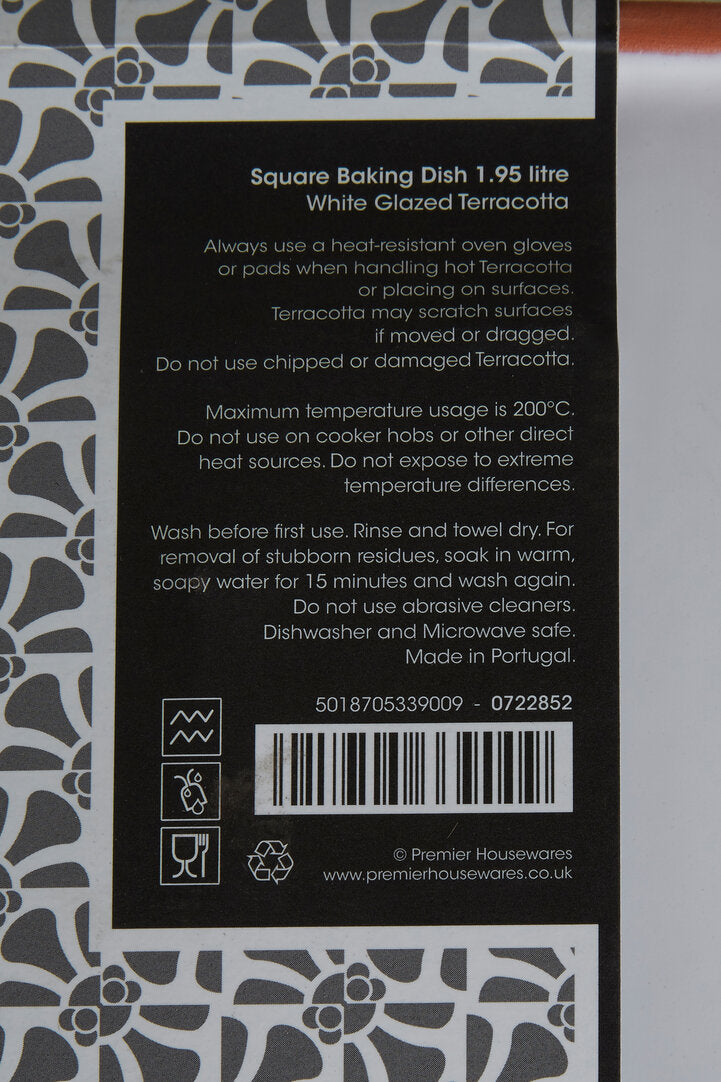 Square Baking Dish 1.95 litre
White Glazed Terracotta
Always use a heat-resistant oven gloves
or pads when handling hot Terracotta
or placing on surfaces.
Terracotta may scratch surfaces
if moved or dragged.
Do not use chipped or damaged Terracotta.
Maximum temperature usage is 200°C.
Do not use on cooker hobs or other direct
heat sources. Do not expose to extreme
temperature differences.
Wash before first use. Rinse and towel dry. For
removal of stubborn residues, soak in warm,
soapy water for 15 minutes and wash again.
Do not use abrasive cleaners.
Dishwasher and Microwave safe.
Made in Portugal.
5018705339009 - 0722852
© Premier Housewares
www.premierhousewares.co.uk